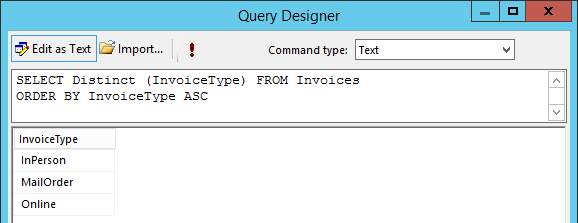 Query Designer
Edit as Text Import... ! Command type: Text
SELECT Distinct (InvoiceType) FROM Invoices
ORDER BY InvoiceType ASC
InvoiceType
InPerson
MailOrder
Online